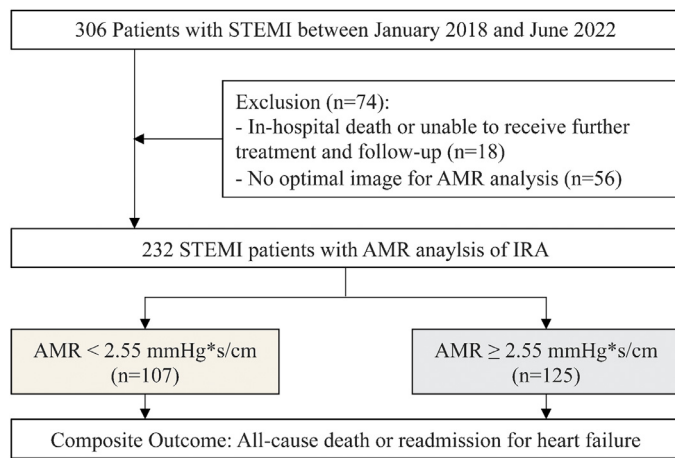 306 Patients with STEMI between January 2018 and June 2022
Exclusion (n=74):
- In-hospital death or unable to receive further
treatment and follow-up (n=18)
- No optimal image for AMR analysis (n=56)
232 STEMI patients with AMR anaylsis of IRA
AMR < 2.55 mmHg*s/cm
(n=107)
AMR ≥ 2.55 mmHg*s/cm
(n=125)
Composite Outcome: All-cause death or readmission for heart failure